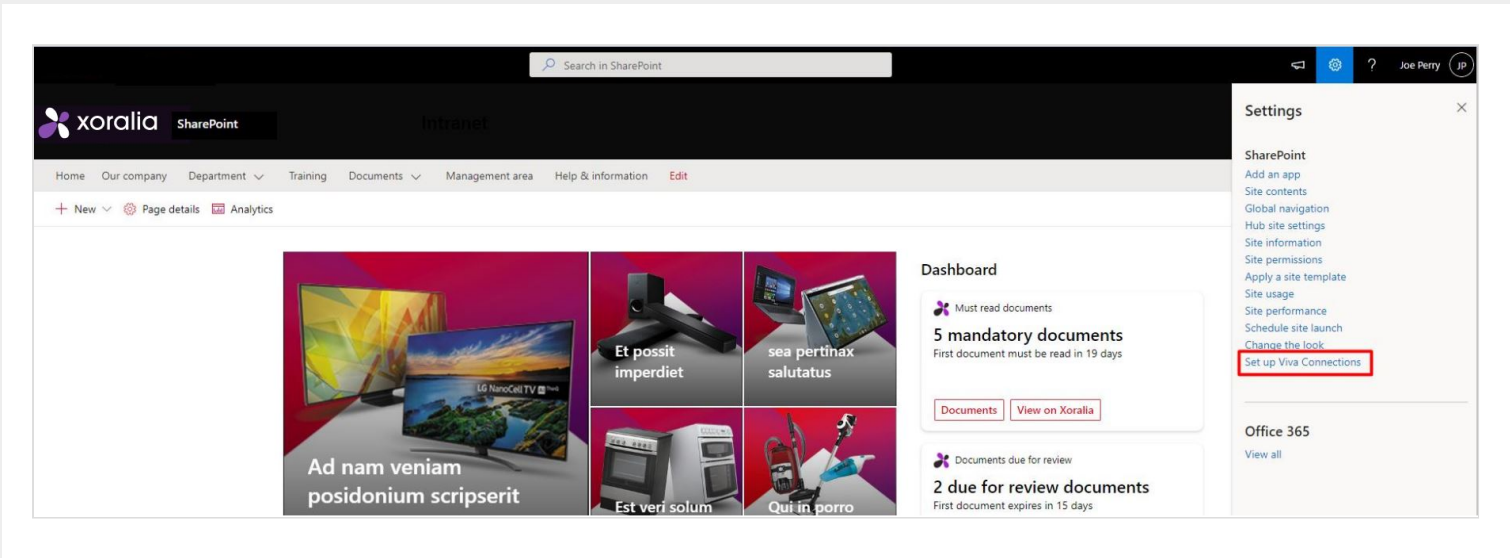 Search in SharePoint
? Joe Perry JP
xoralia SharePoint
Intranet
Home Our company Department Training Documents Management area Help & information Edit
+ New Page details Analytics
Ad nam veniam
posidonium scripserit
LG NanoCell TV
Et possit
imperdiet
sea pertinax
salutatus
Est veri solum
Qui in porro
Dashboard
Must read documents
5 mandatory documents
First document must be read in 19 days
Documents View on Xoralia
Documents due for review
2 due for review documents
First document expires in 15 days
Settings
SharePoint
Add an app
Site contents
Global navigation
Hub site settings
Site information
Site permissions
Apply a site template
Site usage
Site performance
Schedule site launch
Change the look
Set up Viva Connections
Office 365
View all